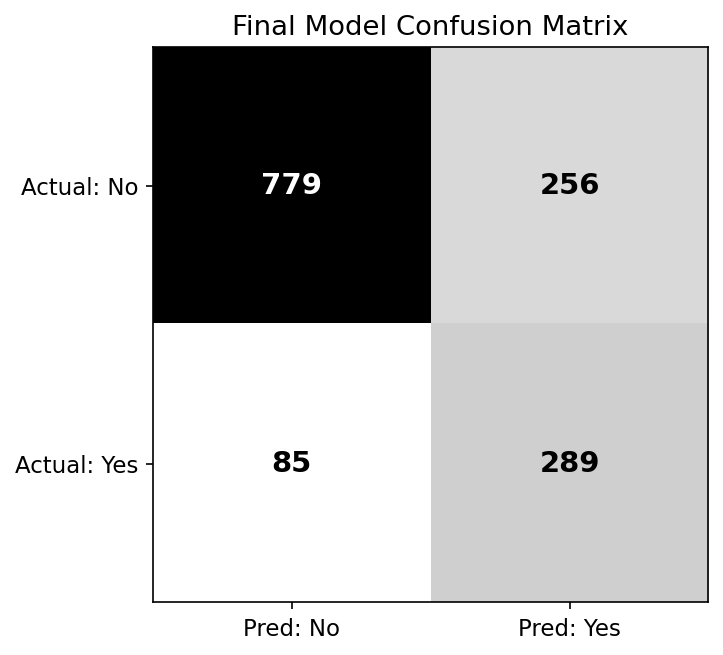 Final Model Confusion Matrix
Actual: No
779
256
Actual: Yes
85
289
Pred: No
Pred: Yes